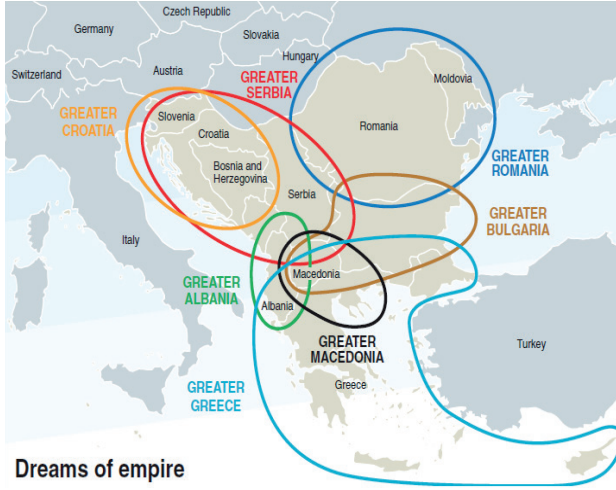 Czech Republic
Germany
Slovakia
Switzerland
Austria
Hungary
Moldovia
GREATER
SERBIA
GREATER
CROATIA
Slovenia
Croatia
Romania
Bosnia and
Herzegovina
GREATER
ROMANIA
Serbia
GREATER
BULGARIA
Italy
GREATER
ALBANIA
Macedonia
Albania
GREATER
MACEDONIA
Turkey
GREATER
GREECE
Greece
Dreams of empire